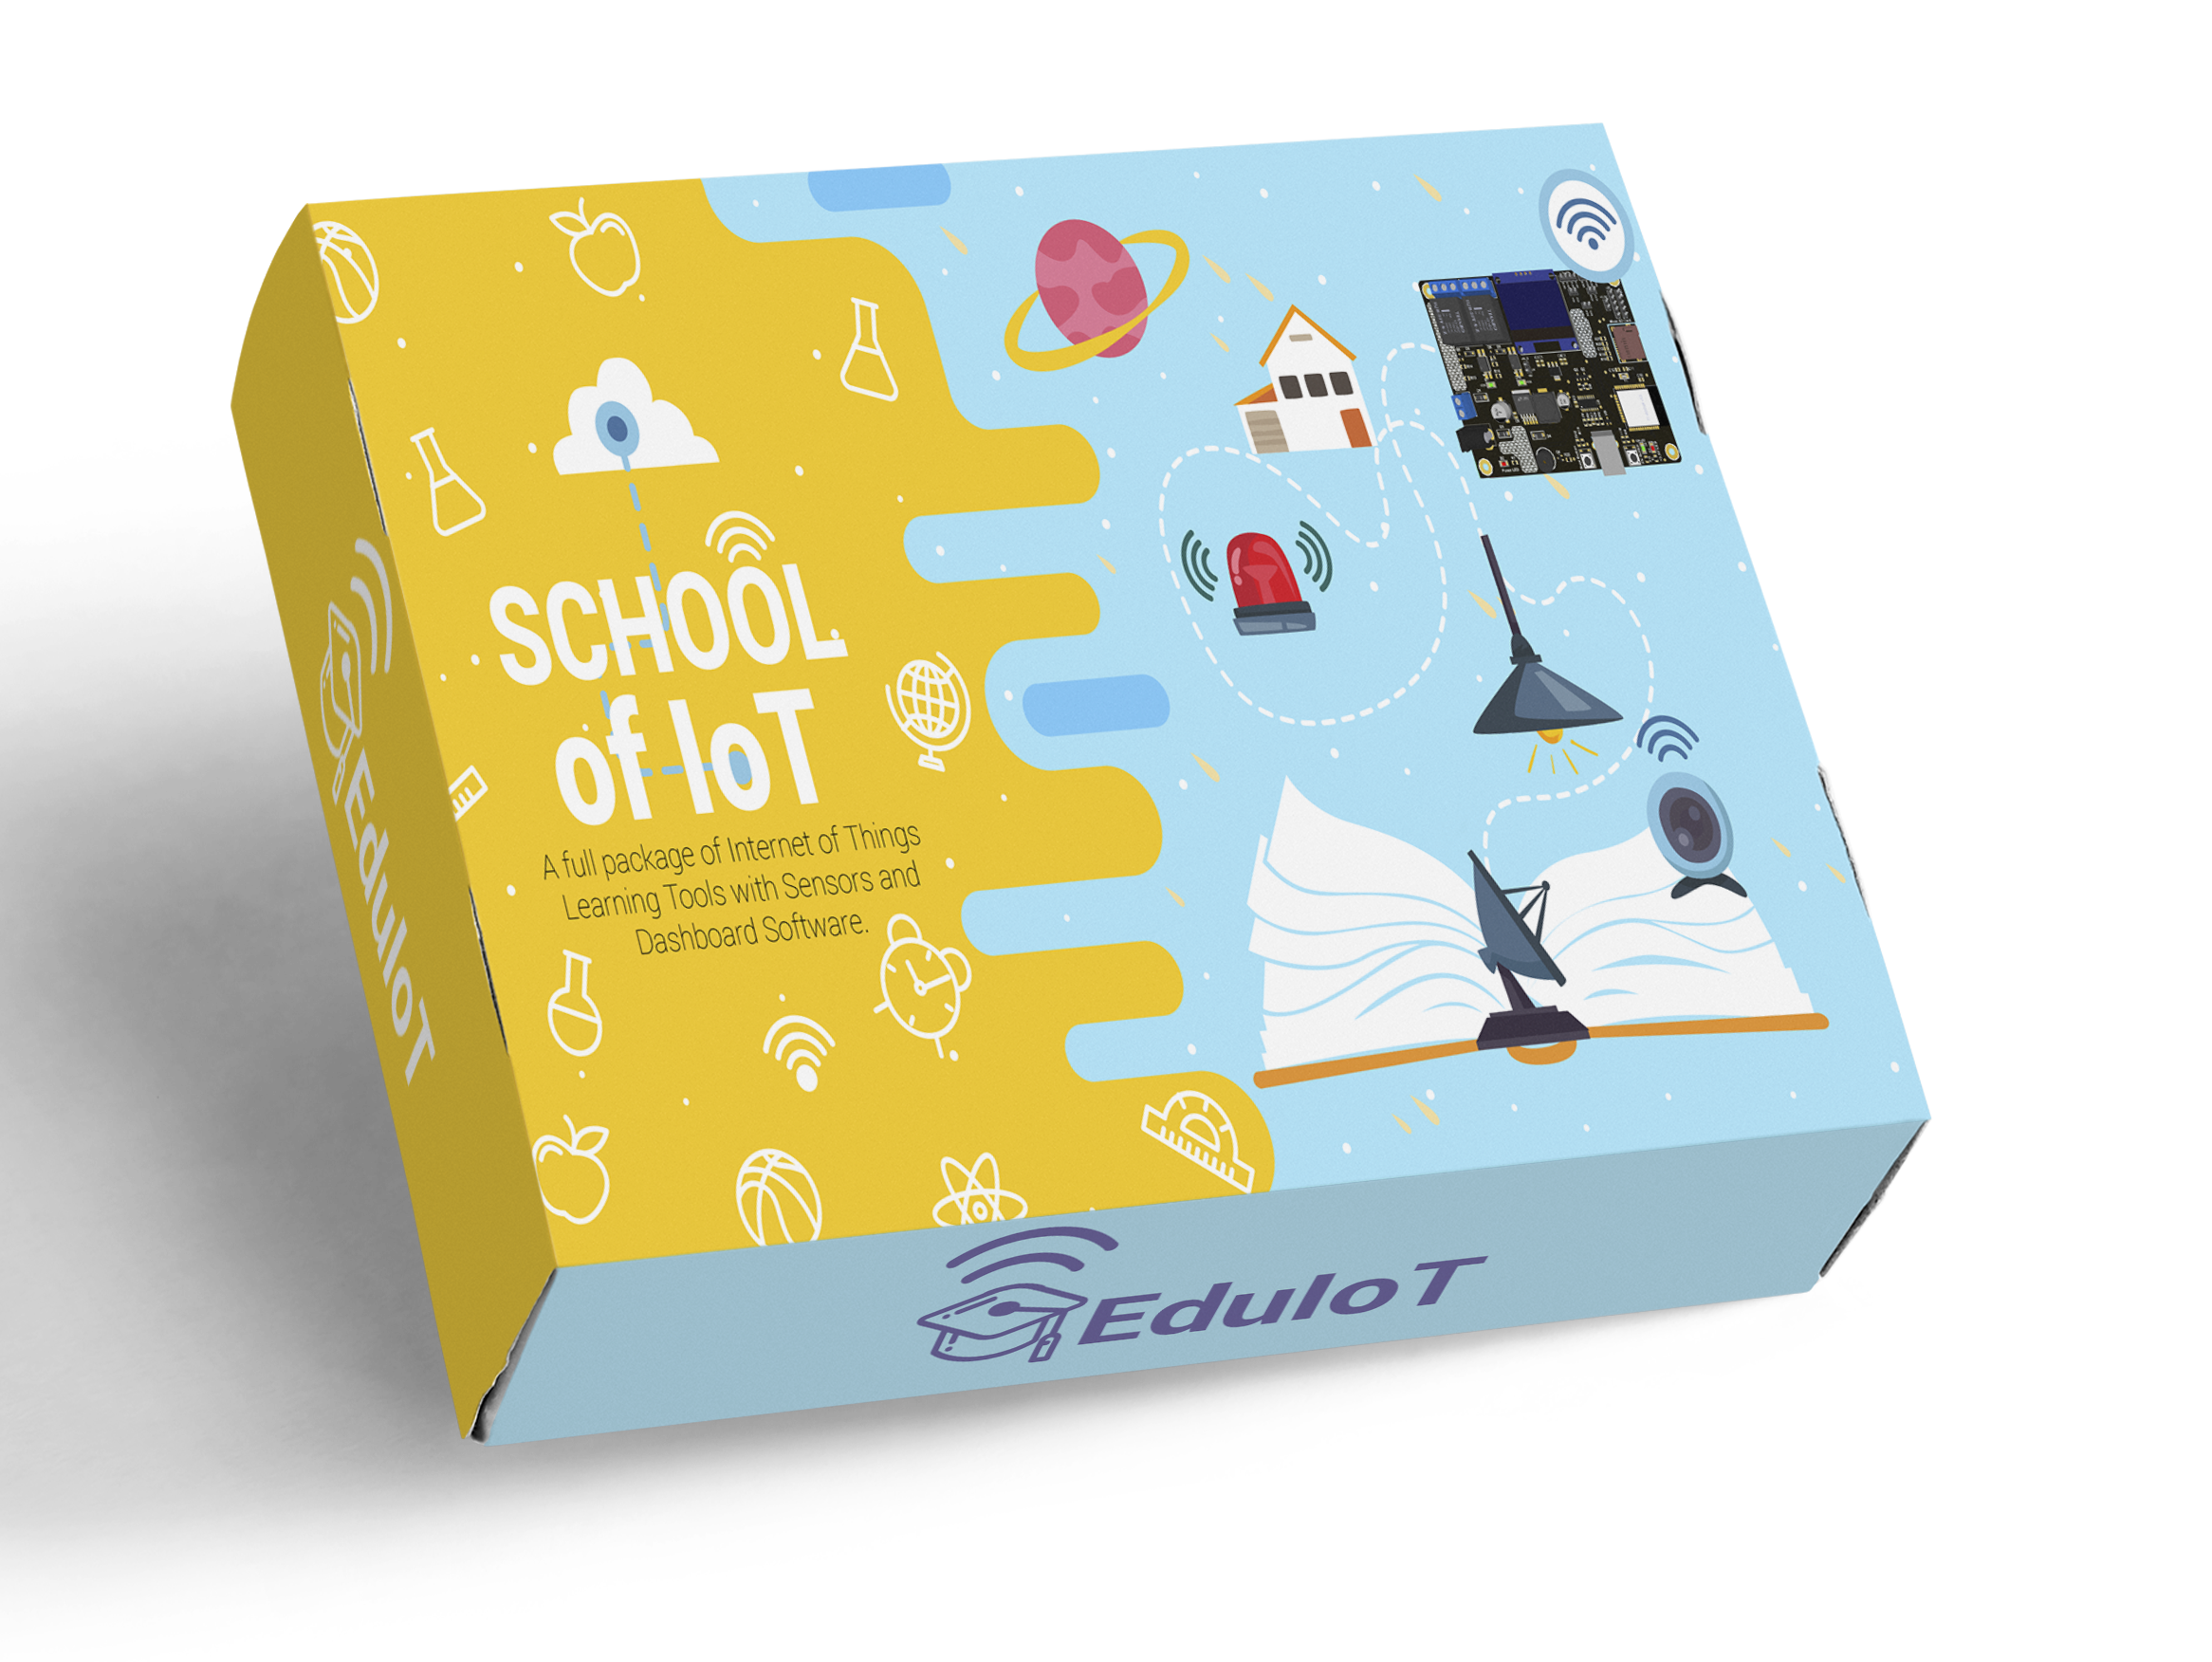 SCHOOL
of IoT
A full package of Internet of Things
Learning Tools with Sensors and
Dashboard Software.
EduIoT
EduIoT